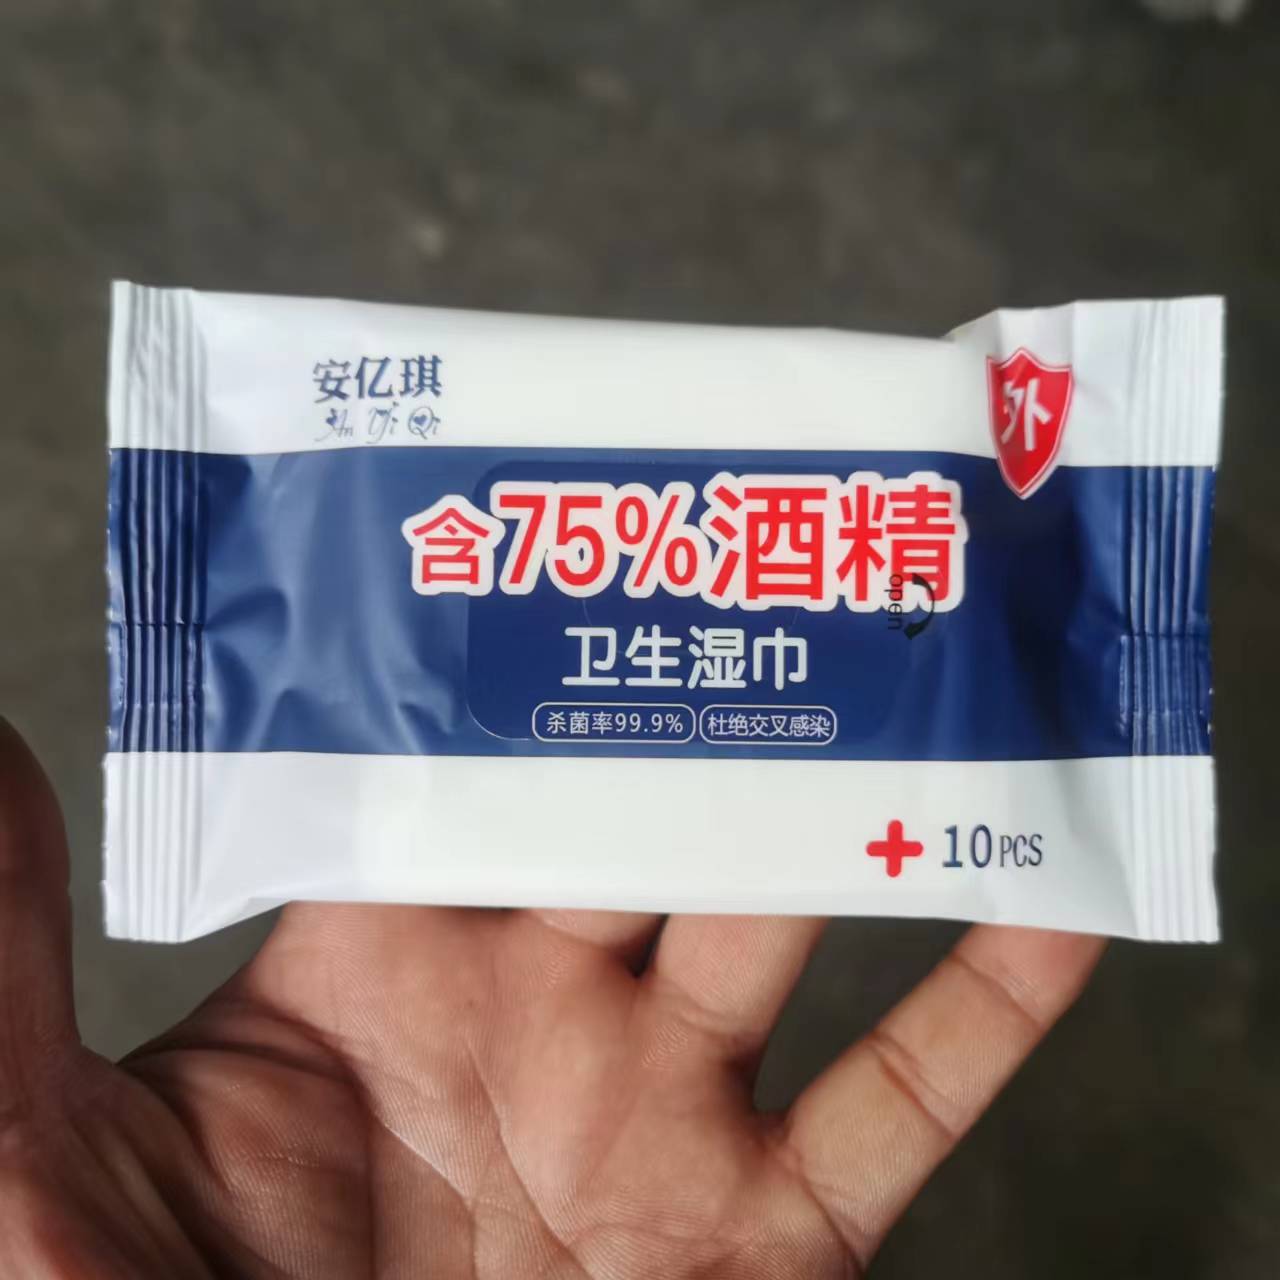 安亿琪
An Yi Qi
外
含75%酒精
open
卫生湿巾
杀菌率99.9%
杜绝交叉感染
10PCS